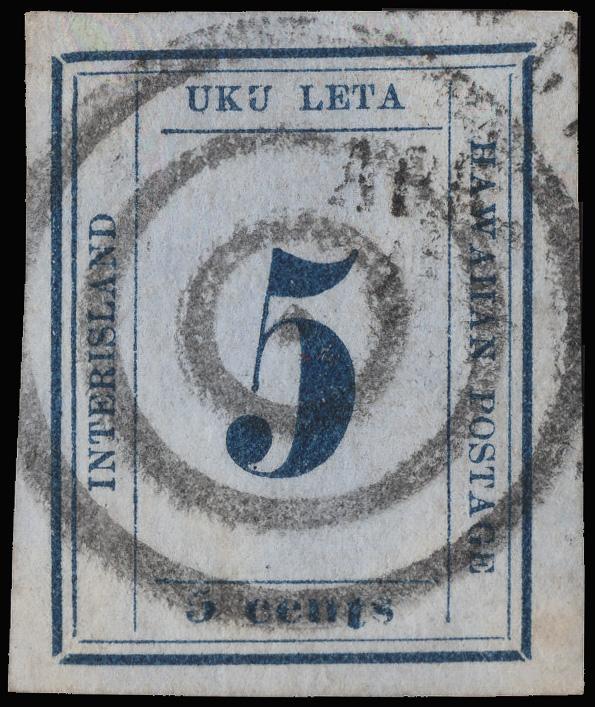 UKU LETA
INTERISLAND
5
HAWAIIAN POSTAGE
5 cents